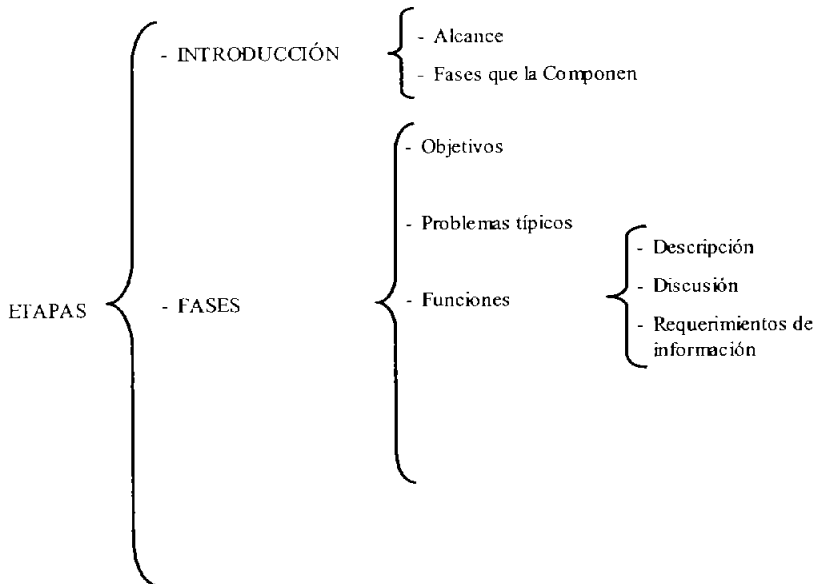 - INTRODUCCIÓN
- Alcance
- Fases que la Componen
ETAPAS
- FASES
- Objetivos
- Problemas típicos
- Funciones
- Descripción
- Discusión
- Requerimientos de
información